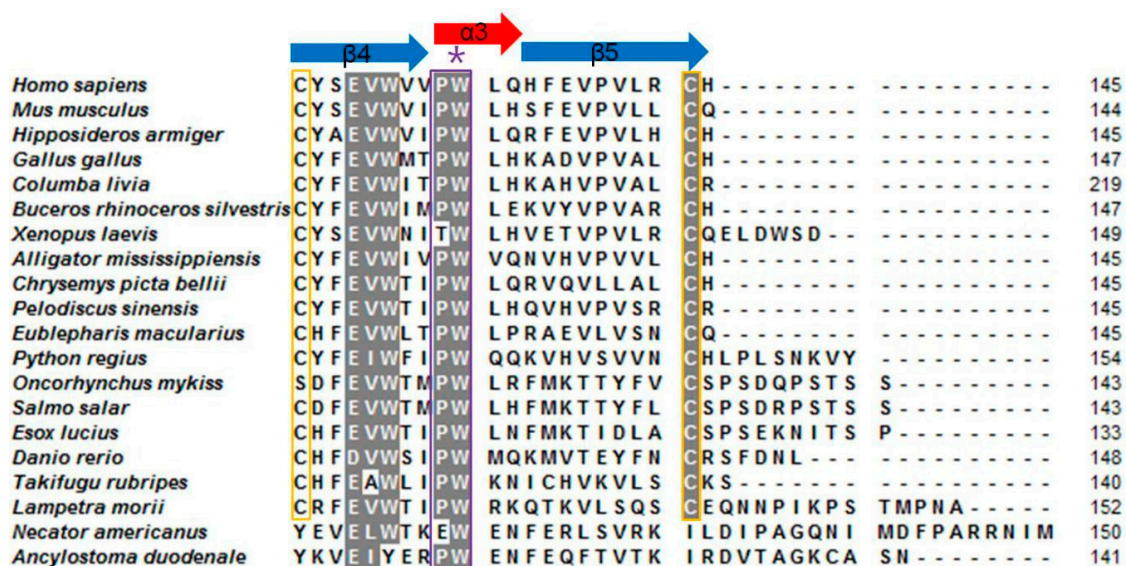 α3
β4 * β5
Homo sapiens CYSEVWVVPW LQHFEVPVLR CH-------- ---------- 145
Mus musculus CYSEVWVIPW LHSFEVPVLL CQ-------- ---------- 144
Hipposideros armiger CYAEVWVIPW LQRFEVPVLH CH-------- ---------- 145
Gallus gallus CYFEVWMTPW LHKADVPVAL CH-------- ---------- 147
Columba livia CYFEVWITPW LHKAHVPVAL CR-------- ---------- 219
Buceros rhinoceros silvestris CYFEVWIMPW LEKVYVPVAR CH-------- ---------- 147
Xenopus laevis CYSEVWNITW LHVETVPVLR CQELDWSD-- ---------- 149
Alligator mississippiensis CYFEVWIVPW VQNVHVPVVL CH-------- ---------- 145
Chrysemys picta bellii CYFEVWTIPW LQRVQVLLAL CH-------- ---------- 145
Pelodiscus sinensis CYFEVWTIPW LHQVHVPVSR CR-------- ---------- 145
Eublepharis macularius CHFEVWLTPW LPRAEVLVSN CQ-------- ---------- 145
Python regius CYFEIWFIPW QQKVHVSVVN CHLPLSNKVY ---------- 154
Oncorhynchus mykiss SDFEVWTMPW LRFMKTTYFV CSPSDQPSTS S--------- 143
Salmo salar CDFEVWTMPW LHFMKTTYFL CSPSDRPSTS S--------- 143
Esox lucius CHFEVWTIPW LNFMKTIDLA CSPSEKNITS P--------- 133
Danio rerio CHFDVWSIPW MQKMVTEYFN CRSFDNL--- ---------- 148
Takifugu rubripes CHFEAWLIPW KNICHVKVLS CKS------- ---------- 140
Lampetra morii CRFEVWTIPW RKQTKVLSQS CEQNNPIKPS TMPNA----- 152
Necator americanus YEVELWTKEW ENFERLSVRK ILDIPAGQNI MDFPARRNIM 150
Ancylostoma duodenale YKVEIYERPW ENFEQFTVTK IRDVTAGKCA SN-------- 141